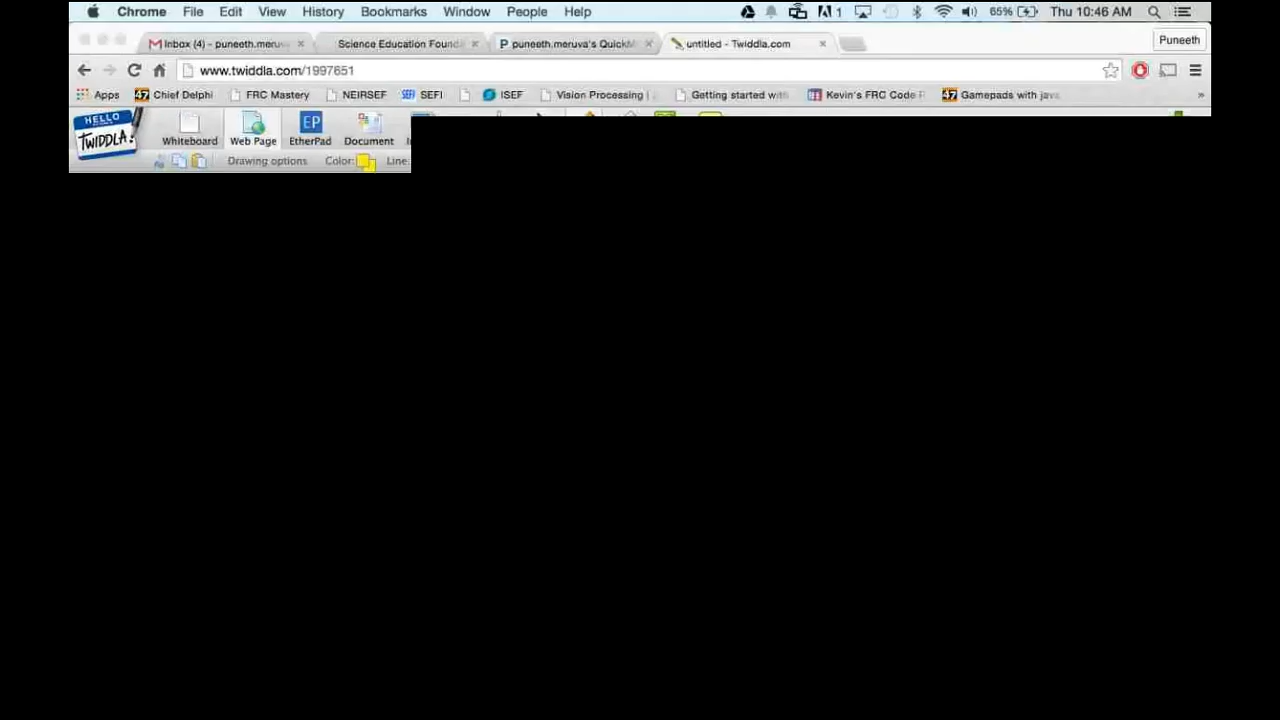 Chrome File Edit View History Bookmarks Window People Help 1 65% Thu 10:46 AM
Inbox (4) - puneeth.meruv Science Education Found P puneeth.meruva's Quick untitled - Twiddla.com Puneeth
www.twiddla.com/1997651
Apps Chief Delphi FRC Mastery NEIRSEF SEFI ISEF Vision Processing | Getting started with Kevin's FRC Code Gamepads with java »
HELLO
TWIDDLA!
EP
Whiteboard Web Page EtherPad Document
Drawing options Color: Line: